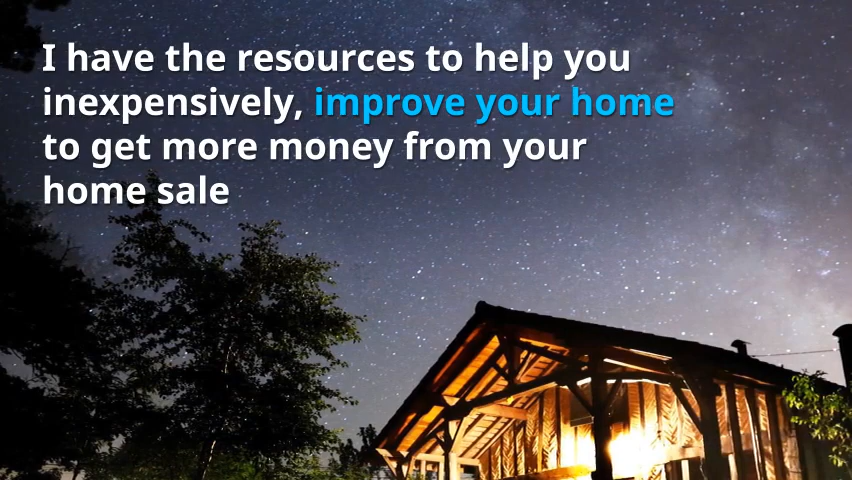 I have the resources to help you
inexpensively, improve your home
to get more money from your
home sale